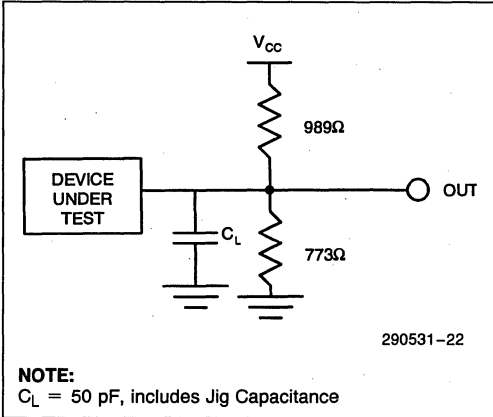 V_CC
989Ω
DEVICE
UNDER
TEST
OUT
C_L
773Ω
290531–22
NOTE:
C_L = 50 pF, includes Jig Capacitance